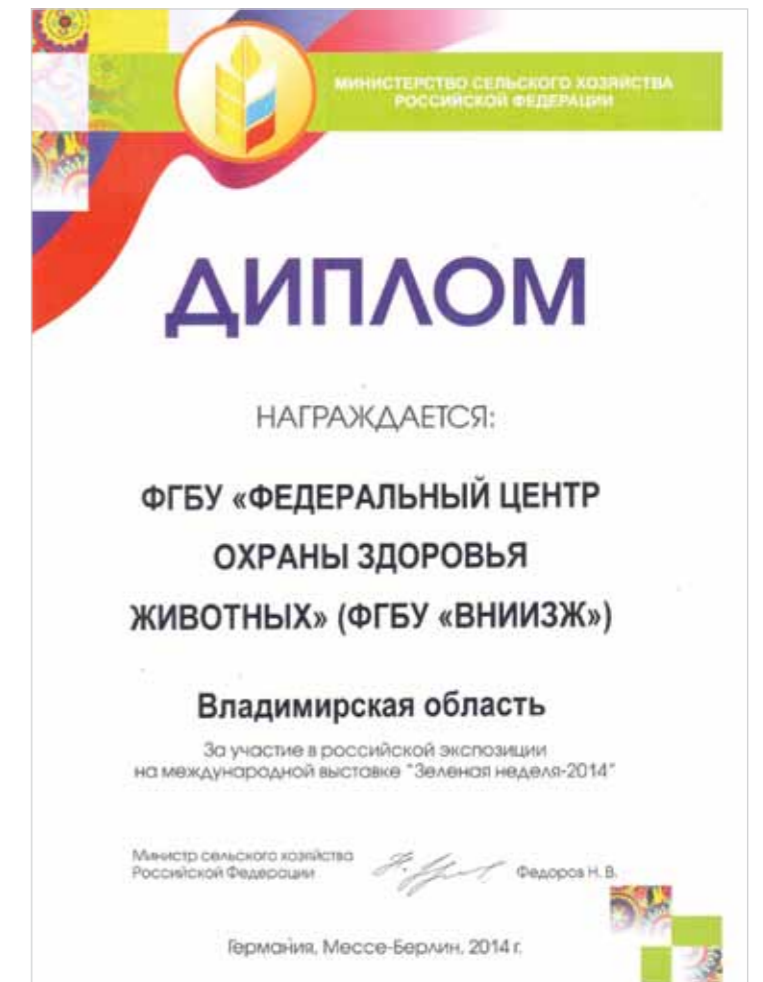 МИНИСТЕРСТВО СЕЛЬСКОГО ХОЗЯЙСТВА
РОССИЙСКОЙ ФЕДЕРАЦИИ
ДИПЛОМ
НАГРАЖДАЕТСЯ:
ФГБУ «ФЕДЕРАЛЬНЫЙ ЦЕНТР
ОХРАНЫ ЗДОРОВЬЯ
ЖИВОТНЫХ» (ФГБУ «ВНИИЗЖ»)
Владимирская область
За участие в российской экспозиции
на международной выставке "Зеленая неделя-2014"
Министр сельского хозяйства
Российской Федерации
Федоров Н. В.
Германия, Мессе-Берлин, 2014 г.